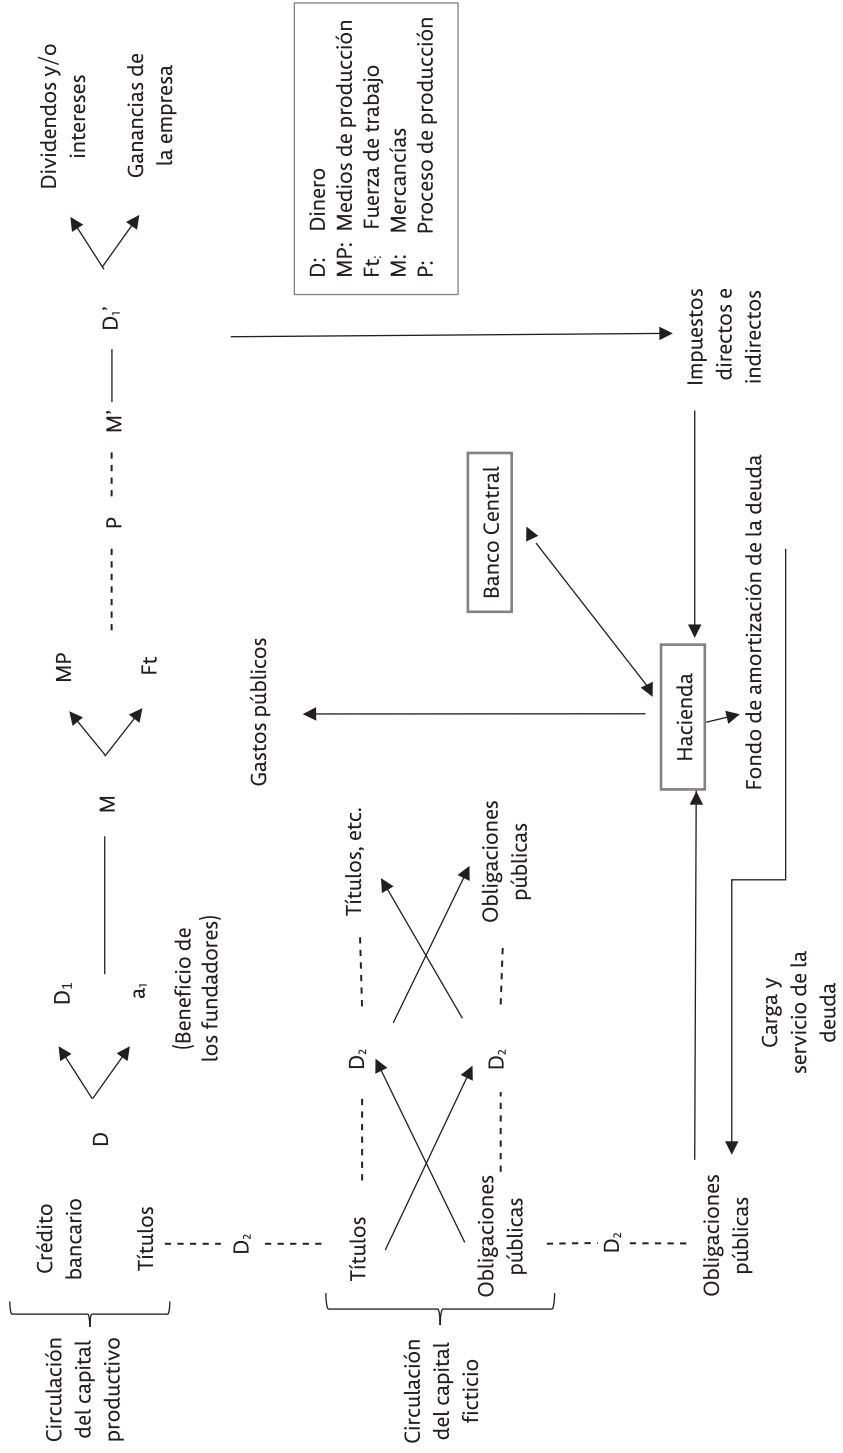 Circulación
del capital
productivo
Crédito
bancario
Títulos
D
D₁
a₁
(Beneficio de
los fundadores)
M
MP
Ft
P
M’
D₁’
Dividendos y/o
intereses
Ganancias de
la empresa
D₂
Circulación
del capital
ficticio
Títulos
D₂
Títulos, etc.
Obligaciones
públicas
D₂
Obligaciones
públicas
Gastos públicos
Banco Central
D: Dinero
MP: Medios de producción
Ft: Fuerza de trabajo
M: Mercancías
P: Proceso de producción
D₂
Obligaciones
públicas
Hacienda
Impuestos
directos e
indirectos
Fondo de amortización de la deuda
Carga y
servicio de la
deuda